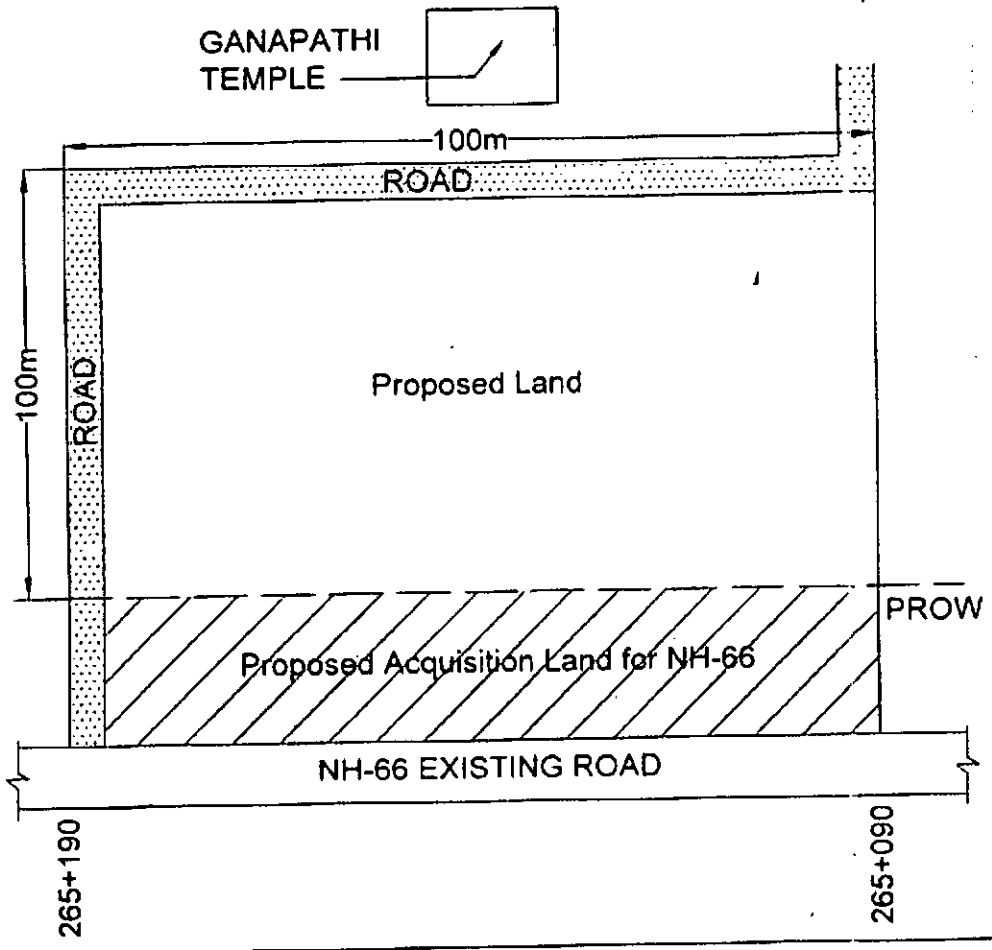 GANAPATHI
TEMPLE
100m
ROAD
100m
ROAD
Proposed Land
PROW
Proposed Acquisition Land for NH-66
NH-66 EXISTING ROAD
265+190
265+090